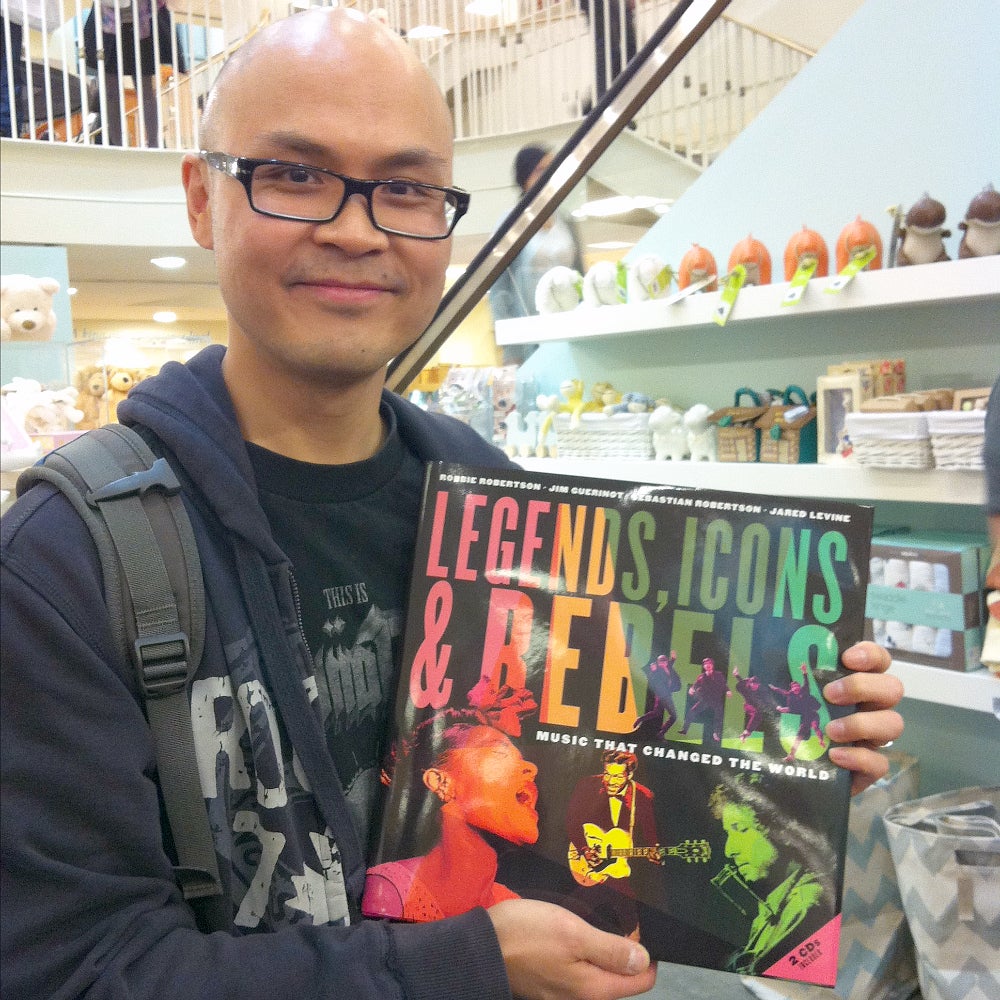 ROBBIE ROBERTSON · JIM GUERINOT · SEBASTIAN ROBERTSON · JARED LEVINE
LEGENDS, ICONS
& REBELS
MUSIC THAT CHANGED THE WORLD
2 CDs
INCLUDED
THIS IS